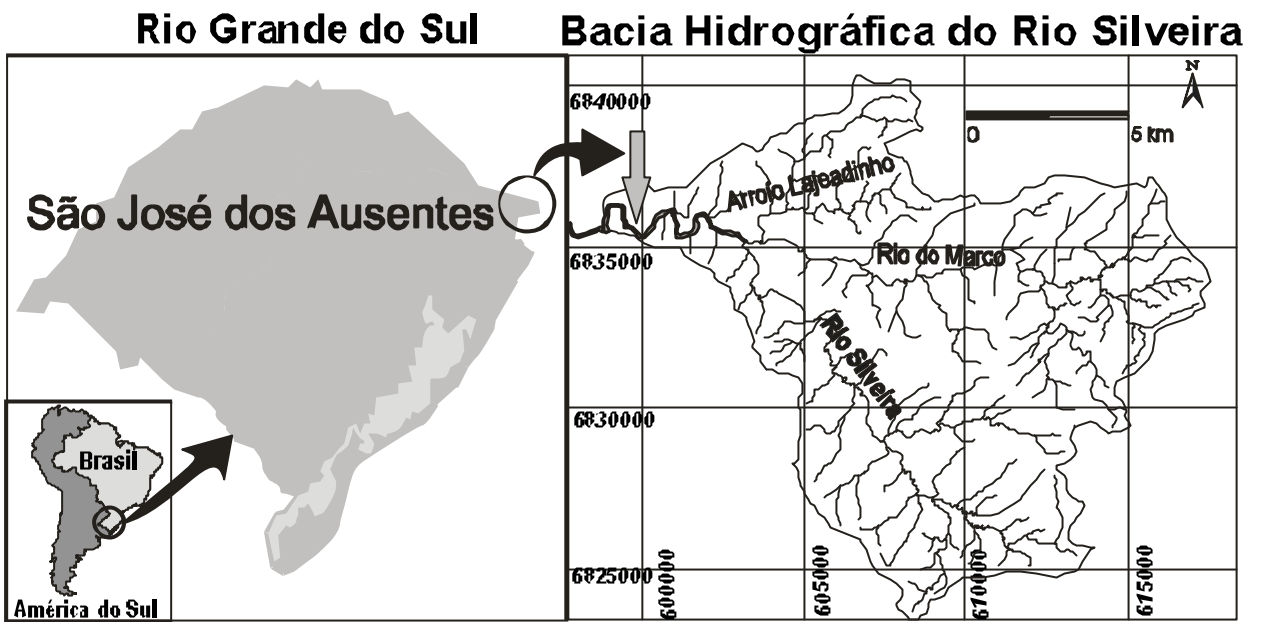 Rio Grande do Sul
Bacia Hidrográfica do Rio Silveira
N
6840000
0
5 km
Arroio Lajeadinho
São José dos Ausentes
Rio do Marco
6835000
Rio Silveira
6830000
Brasil
6825000
600000
605000
610000
615000
América do Sul